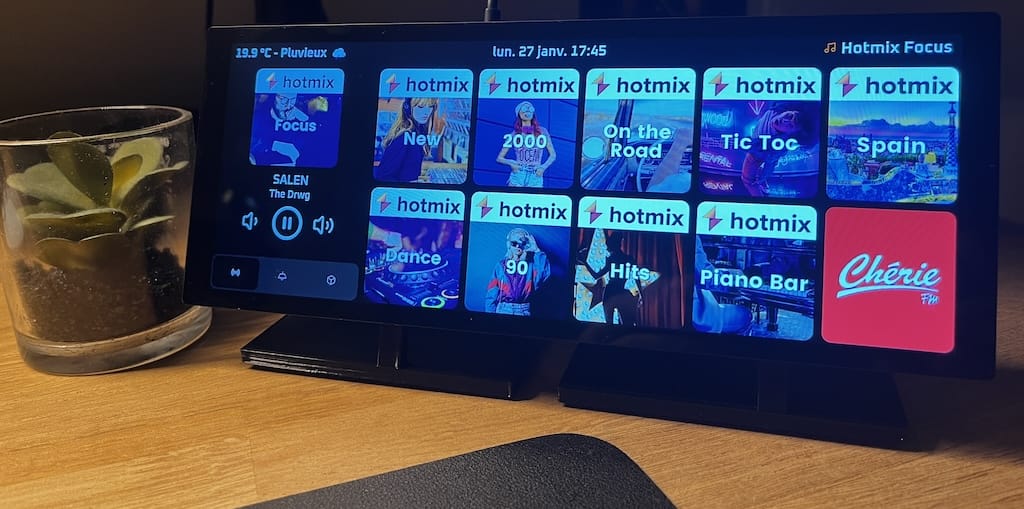 19.9 °C - Pluvieux
lun. 27 janv. 17:45
Hotmix Focus
hotmix
Focus
SALEN
The Drwg
hotmix
New
hotmix
2000
hotmix
On the
Road
hotmix
Tic Toc
hotmix
Spain
hotmix
Dance
hotmix
90
hotmix
Hits
hotmix
Piano Bar
Chérie
FM